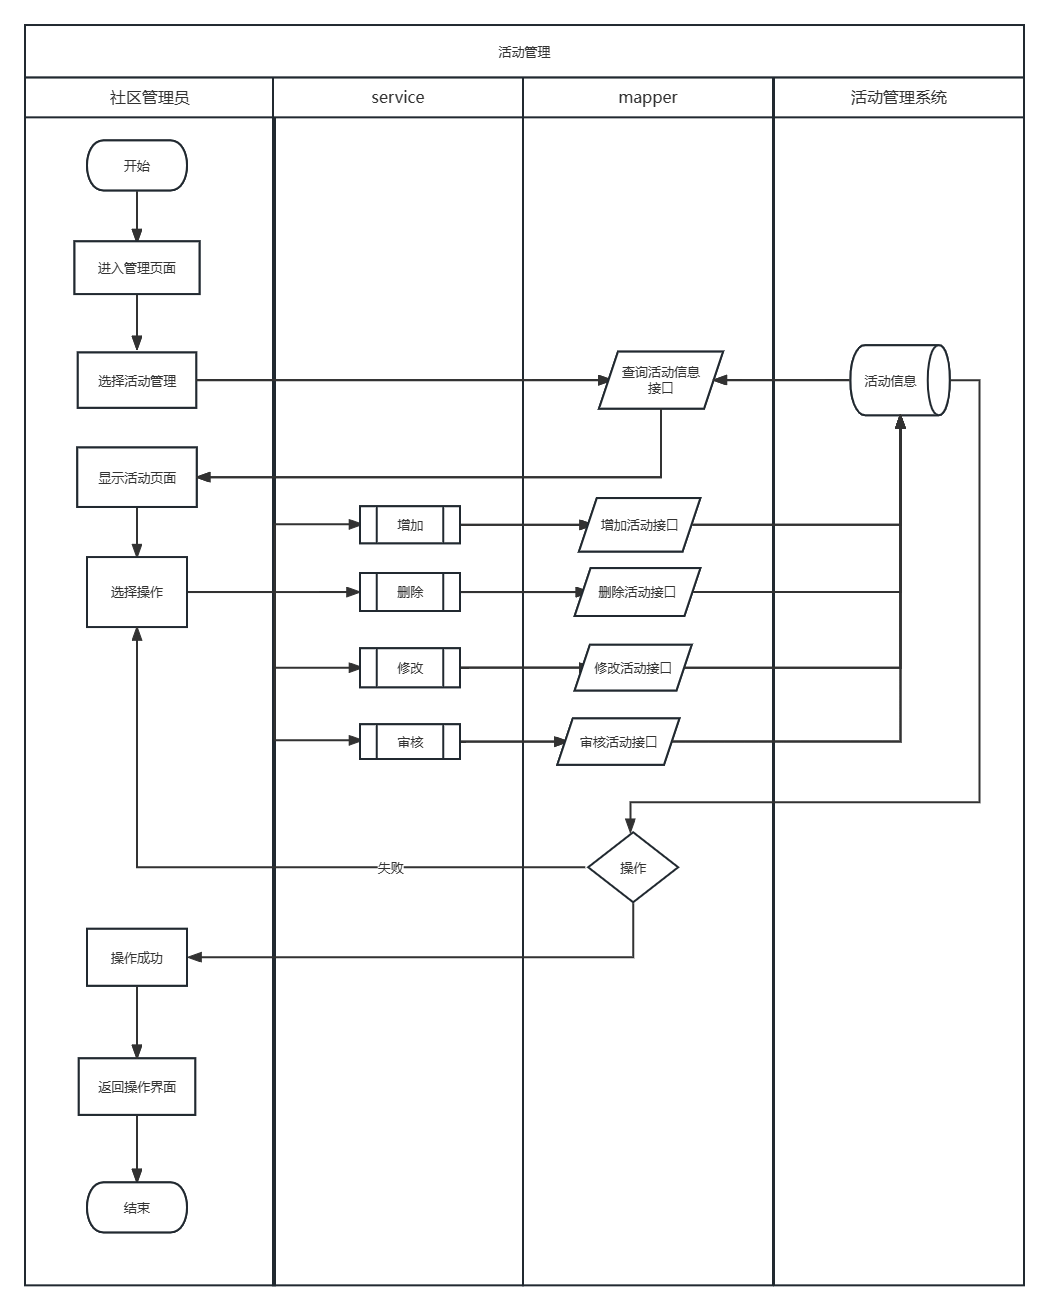 活动管理
社区管理员
service
mapper
活动管理系统
开始
进入管理页面
选择活动管理
查询活动信息
接口
活动信息
显示活动页面
增加
增加活动接口
选择操作
删除
删除活动接口
修改
修改活动接口
审核
审核活动接口
失败
操作
操作成功
返回操作界面
结束